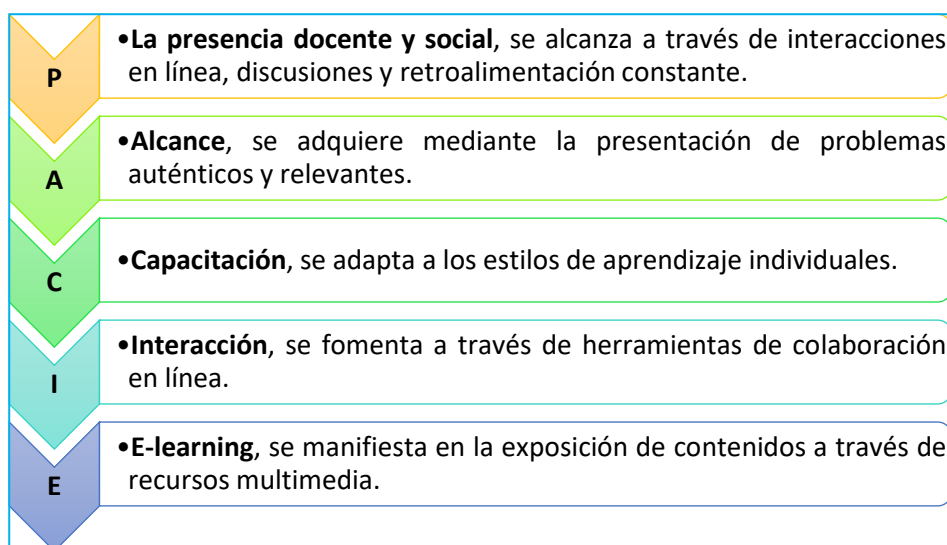 P
•La presencia docente y social, se alcanza a través de interacciones
en línea, discusiones y retroalimentación constante.
A
•Alcance, se adquiere mediante la presentación de problemas
auténticos y relevantes.
C
•Capacitación, se adapta a los estilos de aprendizaje individuales.
I
•Interacción, se fomenta a través de herramientas de colaboración
en línea.
E
•E-learning, se manifiesta en la exposición de contenidos a través de
recursos multimedia.